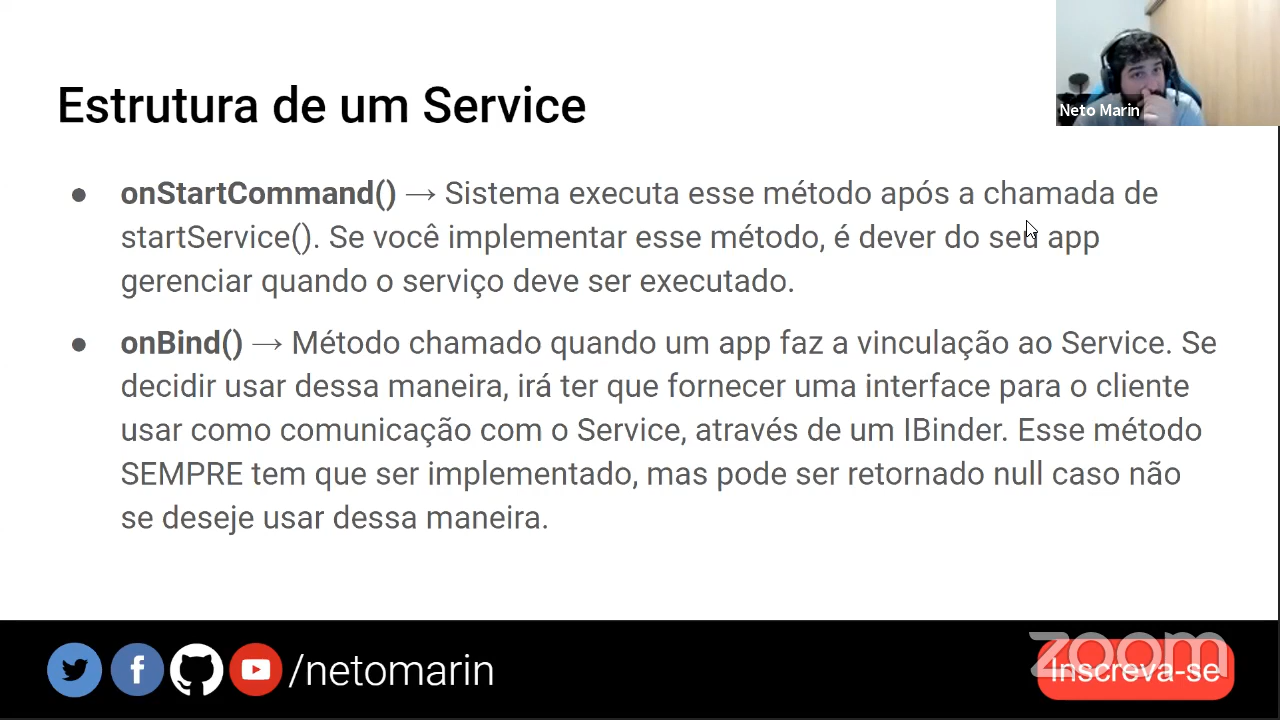 Estrutura de um Service
Neto Marin
● onStartCommand() → Sistema executa esse método após a chamada de
startService(). Se você implementar esse método, é dever do seu app
gerenciar quando o serviço deve ser executado.
● onBind() → Método chamado quando um app faz a vinculação ao Service. Se
decidir usar dessa maneira, irá ter que fornecer uma interface para o cliente
usar como comunicação com o Service, através de um IBinder. Esse método
SEMPRE tem que ser implementado, mas pode ser retornado null caso não
se deseje usar dessa maneira.
/netomarin
zoom
Inscreva-se